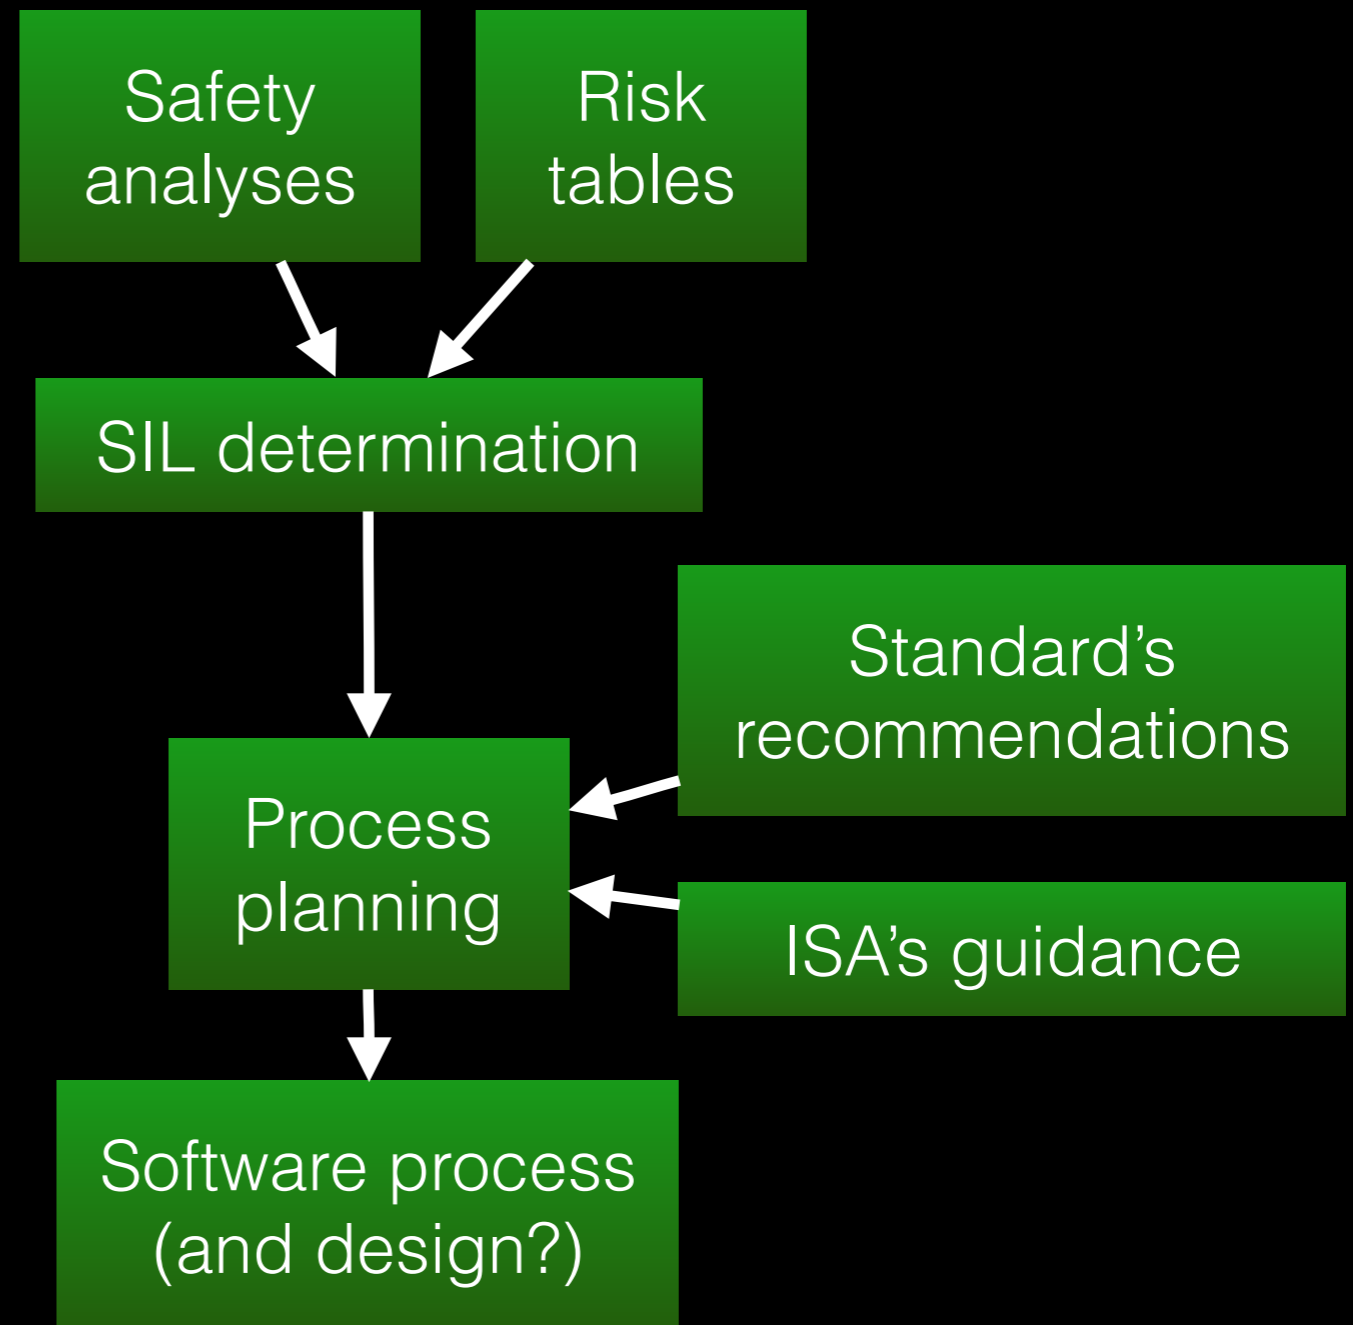 Safety
analyses
Risk
tables
SIL determination
Standard’s
recommendations
Process
planning
ISA’s guidance
Software process
(and design?)